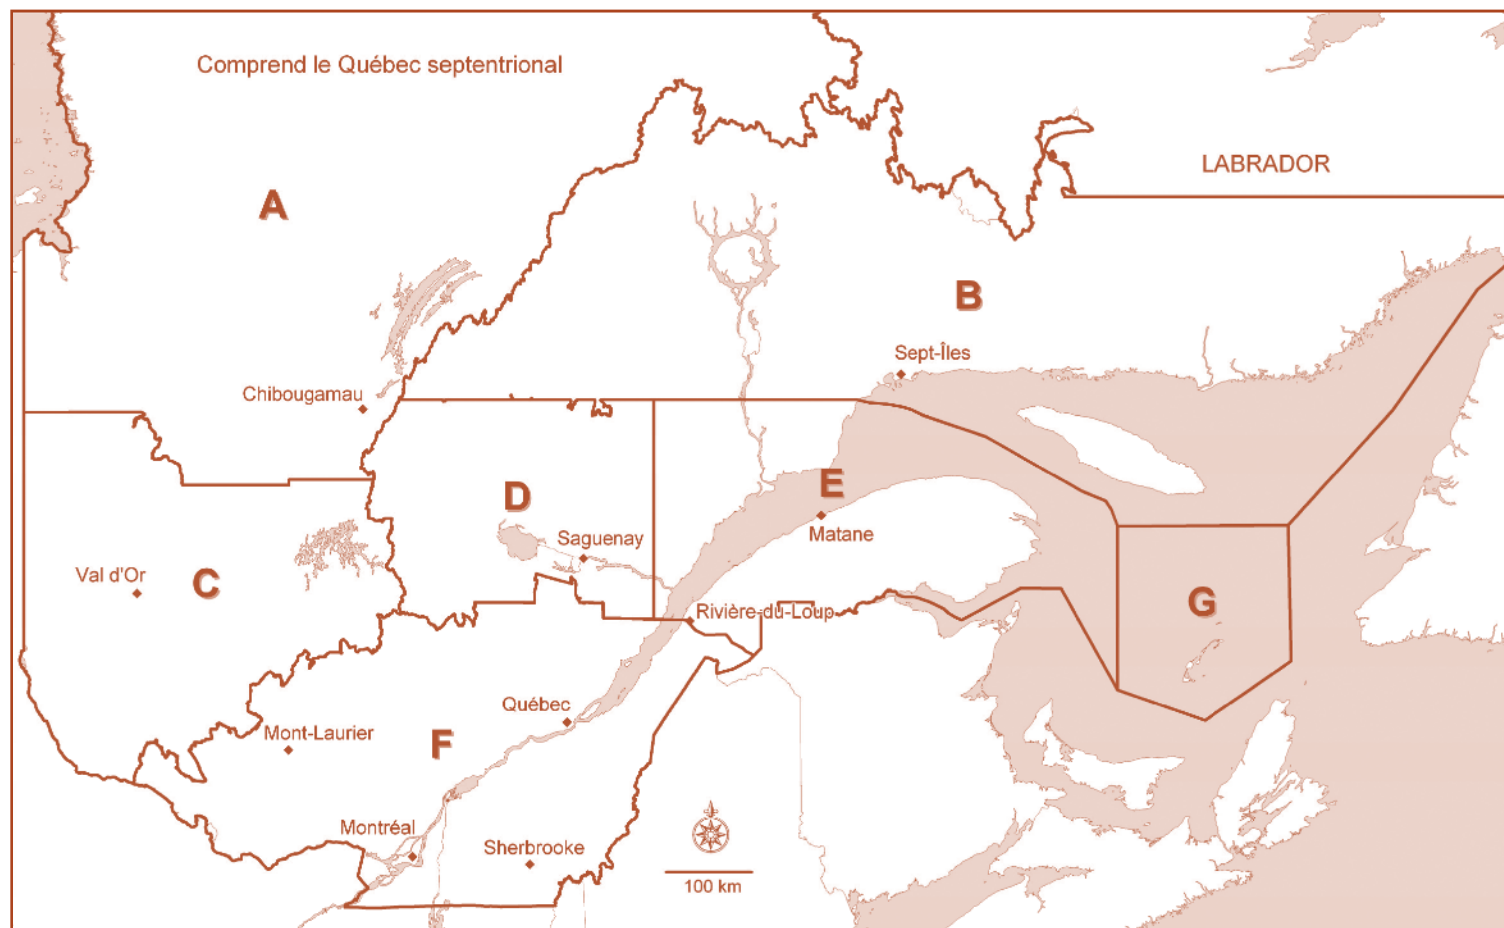 Comprend le Québec septentrional
LABRADOR
A
B
Sept-Îles
Chibougamau
D
E
Matane
Saguenay
Val d'Or
C
G
Rivière-du-Loup
Québec
Mont-Laurier
F
Montréal
Sherbrooke
100 km